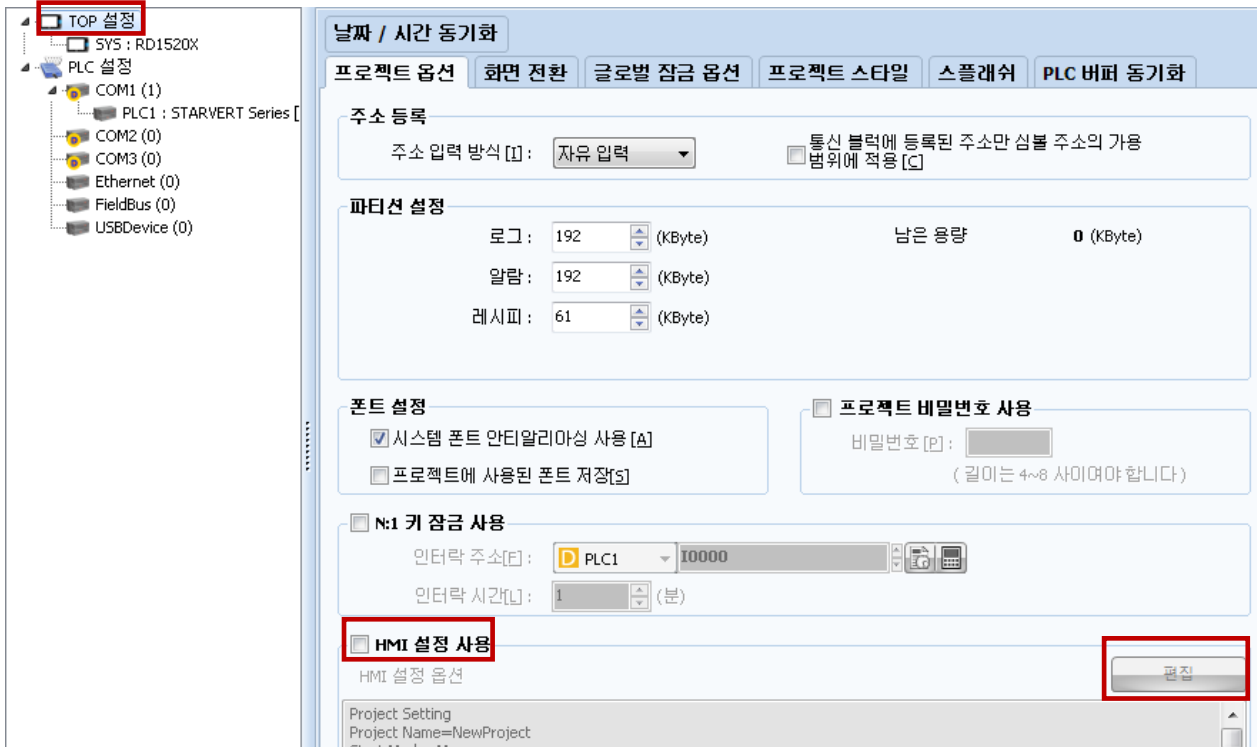 TOP 설정
SYS : RD1520X
PLC 설정
COM1 (1)
PLC1 : STARVERT Series [
COM2 (0)
COM3 (0)
Ethernet (0)
FieldBus (0)
USBDevice (0)
날짜 / 시간 동기화
프로젝트 옵션 화면 전환 글로벌 잠금 옵션 프로젝트 스타일 스플래쉬 PLC 버퍼 동기화
주소 등록
주소 입력 방식[I] : 자유 입력 통신 블럭에 등록된 주소만 심볼 주소의 가용
범위에 적용[C]
파티션 설정
로그 : 192 (KByte) 남은 용량 0 (KByte)
알람 : 192 (KByte)
레시피 : 61 (KByte)
폰트 설정 프로젝트 비밀번호 사용
시스템 폰트 안티알리아싱 사용[A] 비밀번호[P] :
프로젝트에 사용된 폰트 저장[S] ( 길이는 4~8 사이여야 합니다 )
N:1 키 잠금 사용
인터락 주소[F] : D PLC1 I0000
인터락 시간[L] : 1 (분)
HMI 설정 사용
HMI 설정 옵션 편집
Project Setting
Project Name=NewProject